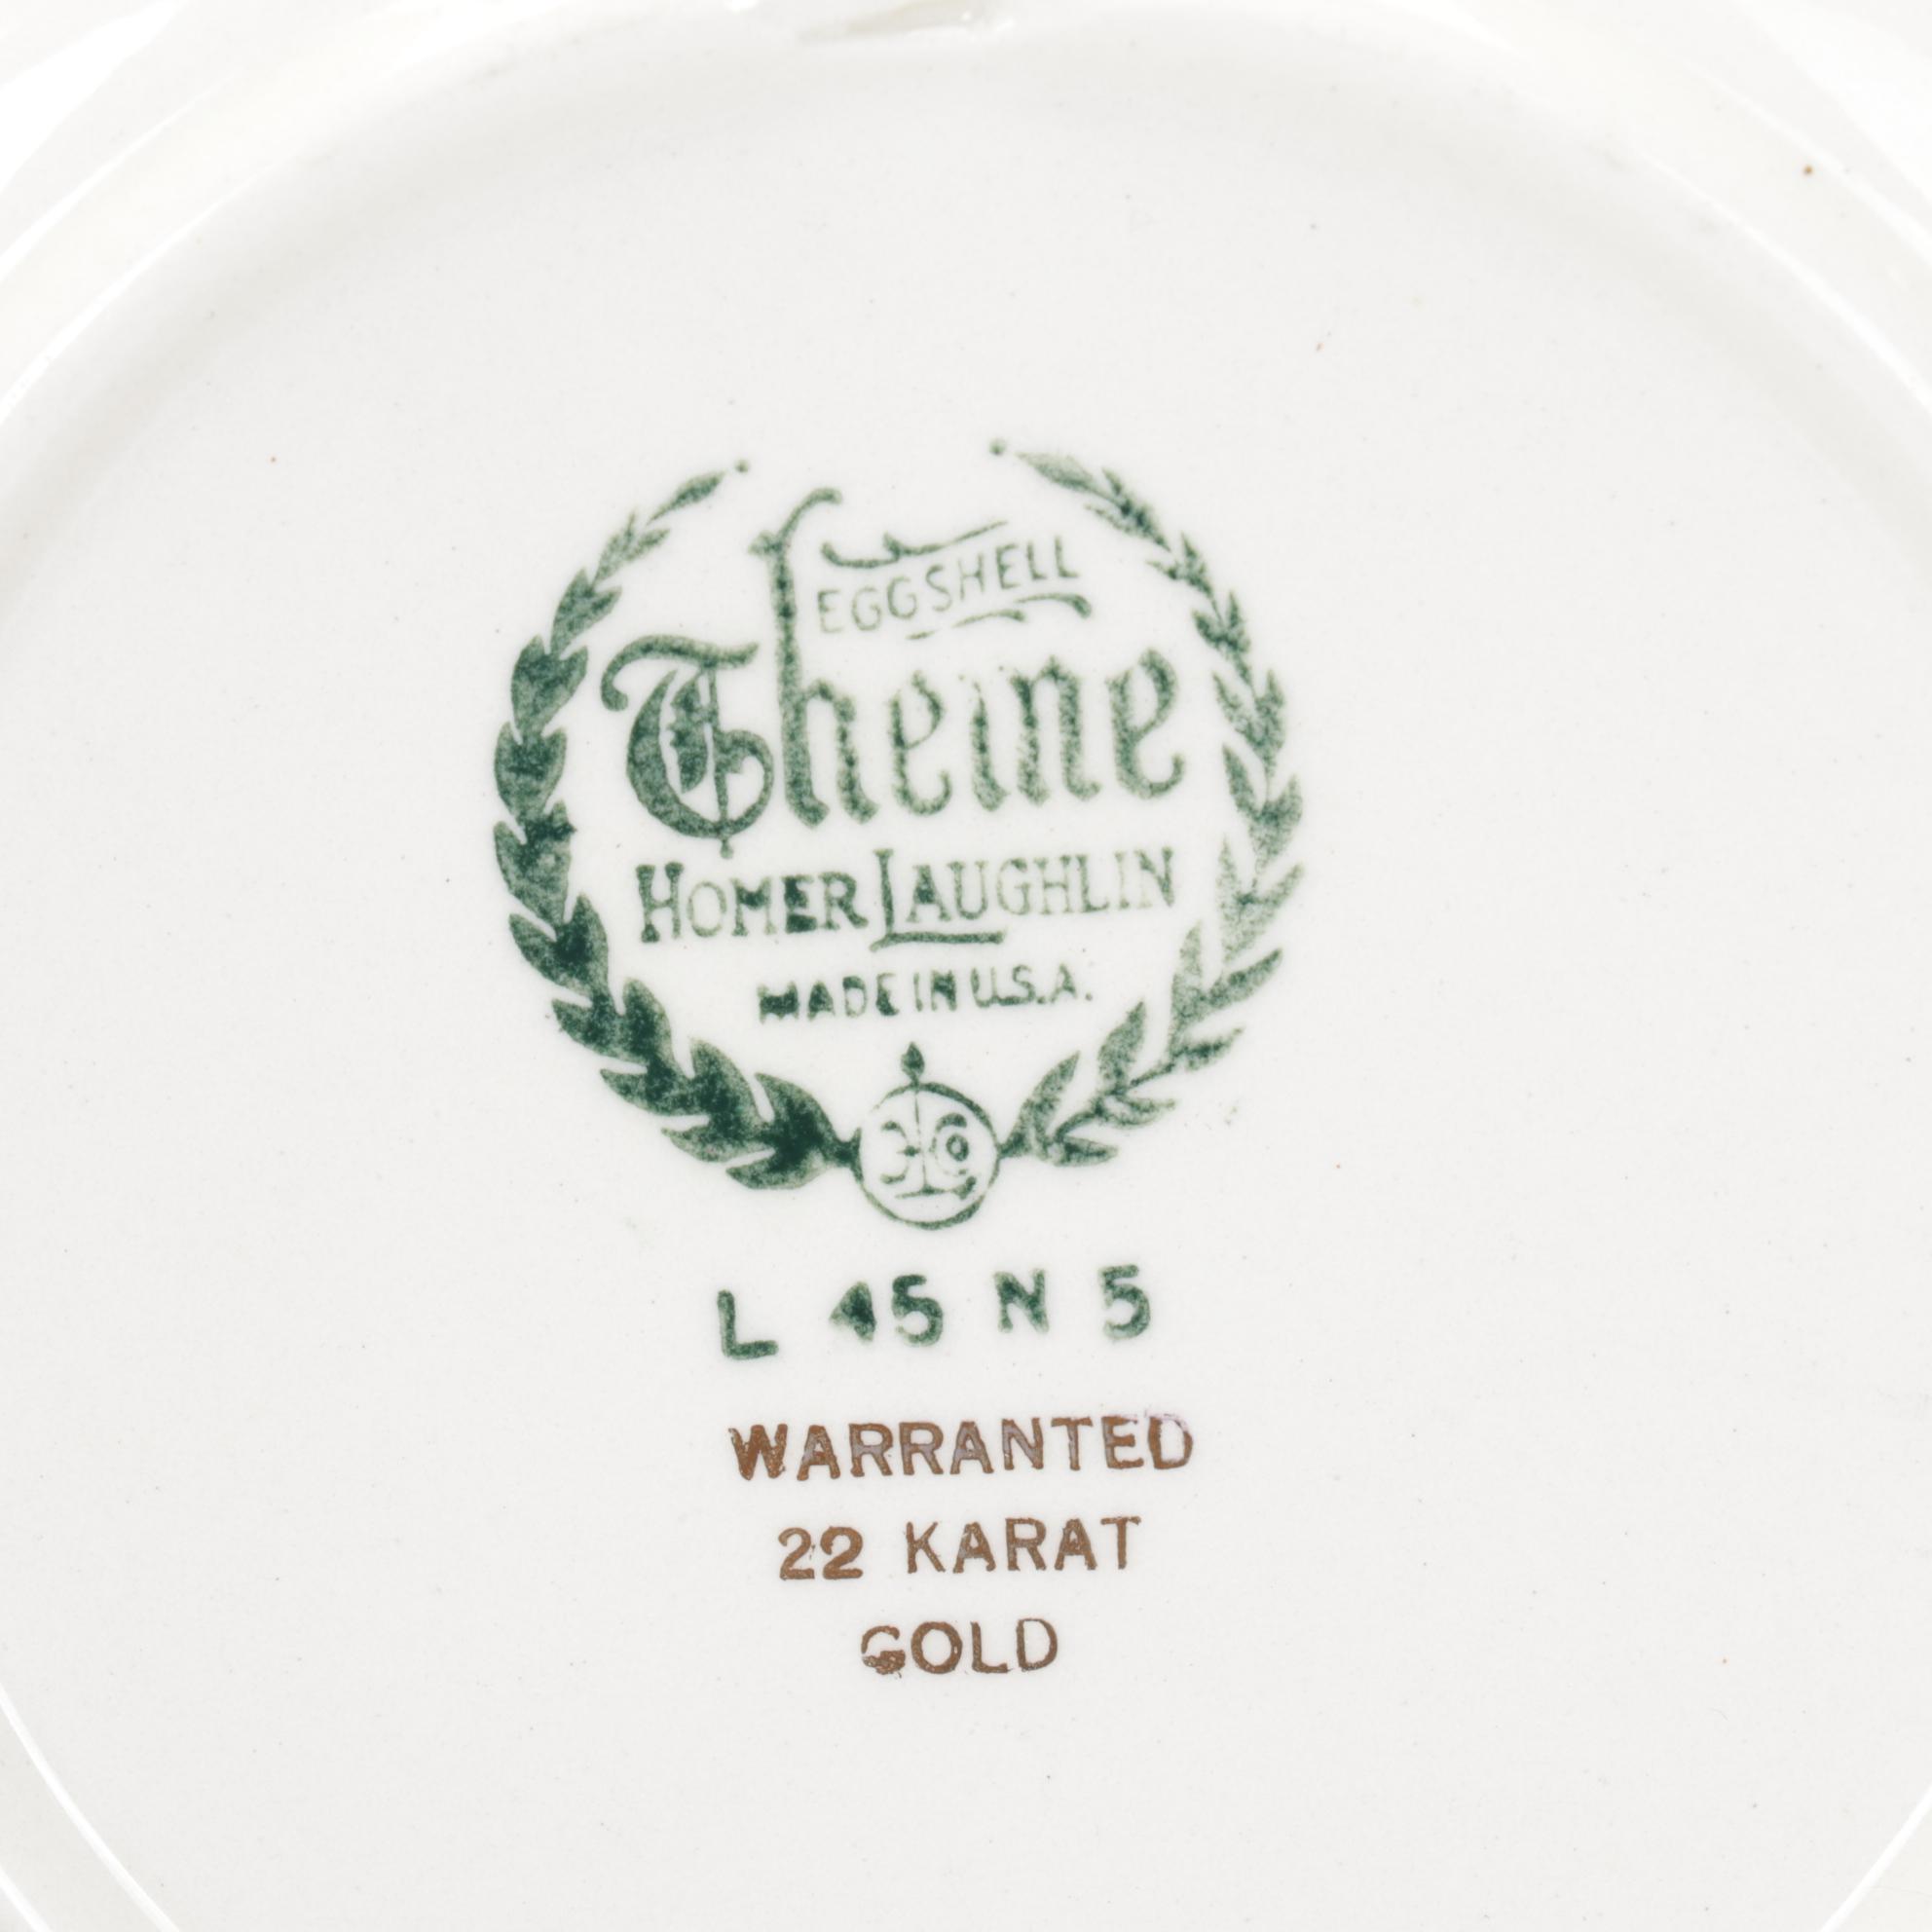 EGGSHELL
Theme
HOMER LAUGHLIN
MADE IN U.S.A.
L 45 N 5
WARRANTED
22 KARAT
GOLD